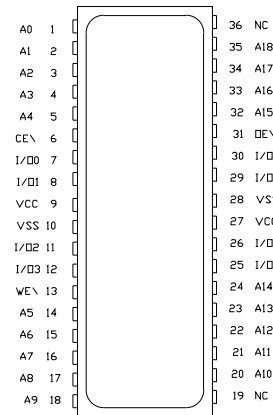 A0 1
A1 2
A2 3
A3 4
A4 5
CE\ 6
I/O0 7
I/O1 8
VCC 9
VSS 10
I/O2 11
I/O3 12
WE\ 13
A5 14
A6 15
A7 16
A8 17
A9 18
36 NC
35 A18
34 A17
33 A16
32 A15
31 OE\
30 I/O
29 I/O
28 VS
27 VCC
26 I/O
25 I/O
24 A14
23 A13
22 A12
21 A11
20 A10
19 NC